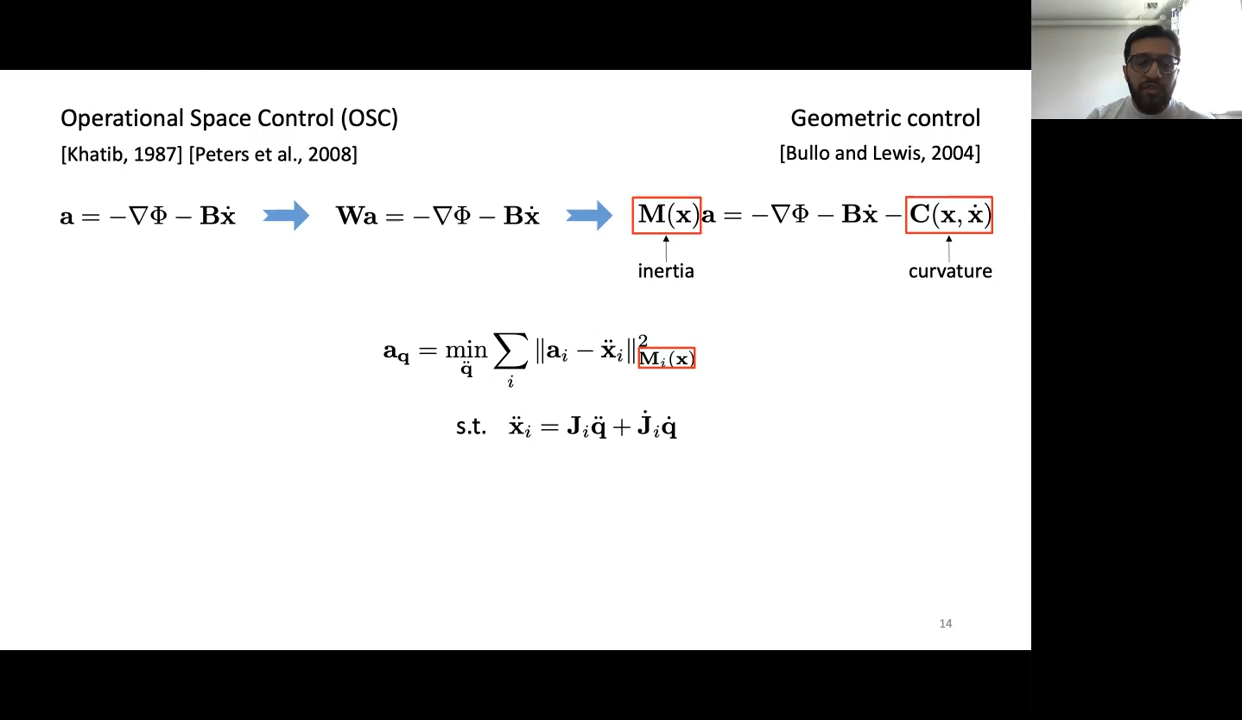 Operational Space Control (OSC)
[Khatib, 1987] [Peters et al., 2008]
Geometric control
[Bullo and Lewis, 2004]
a = −∇Φ − Bẋ
Wa = −∇Φ − Bẋ
M(x)a = −∇Φ − Bẋ − C(x, ẋ)
inertia
curvature
a_q = min_q̈ ∑_i ‖a_i − ẍ_i‖²_{M_i(x)}
s.t. ẍ_i = J_i q̈ + J̇_i q̇
14